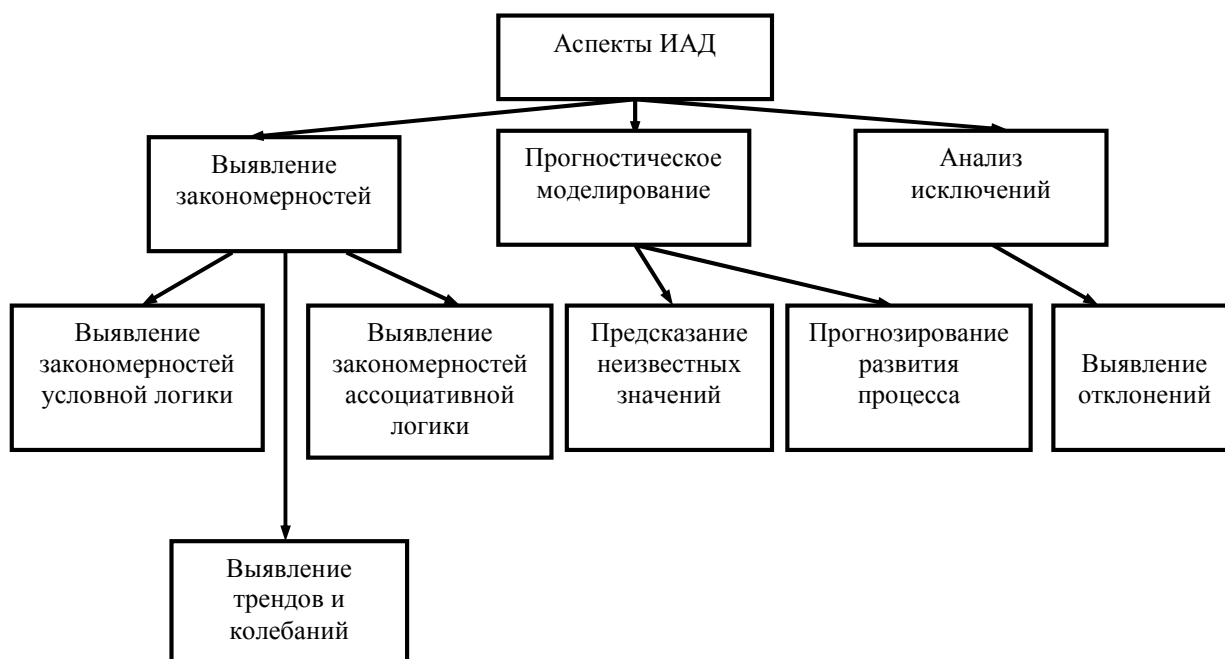 Аспекты ИАД
Выявление
закономерностей
Прогностическое
моделирование
Анализ
исключений
Выявление
закономерностей
условной логики
Выявление
закономерностей
ассоциативной
логики
Предсказание
неизвестных
значений
Прогнозирование
развития
процесса
Выявление
отклонений
Выявление
трендов и
колебаний